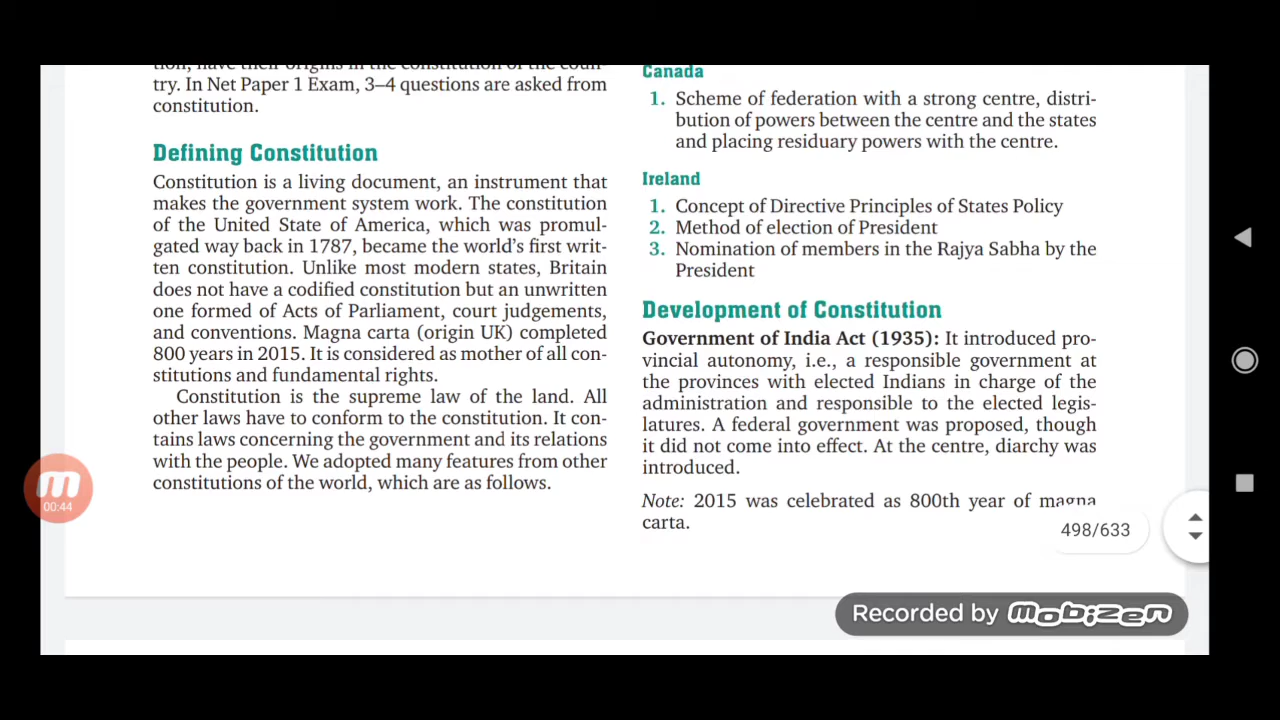 tion, have their origins in the constitution of the coun-
try. In Net Paper 1 Exam, 3–4 questions are asked from
constitution.
Defining Constitution
Constitution is a living document, an instrument that
makes the government system work. The constitution
of the United State of America, which was promul-
gated way back in 1787, became the world's first writ-
ten constitution. Unlike most modern states, Britain
does not have a codified constitution but an unwritten
one formed of Acts of Parliament, court judgements,
and conventions. Magna carta (origin UK) completed
800 years in 2015. It is considered as mother of all con-
stitutions and fundamental rights.
Constitution is the supreme law of the land. All
other laws have to conform to the constitution. It con-
tains laws concerning the government and its relations
with the people. We adopted many features from other
constitutions of the world, which are as follows.
Canada
1. Scheme of federation with a strong centre, distri-
bution of powers between the centre and the states
and placing residuary powers with the centre.
Ireland
1. Concept of Directive Principles of States Policy
2. Method of election of President
3. Nomination of members in the Rajya Sabha by the
President
Development of Constitution
Government of India Act (1935): It introduced pro-
vincial autonomy, i.e., a responsible government at
the provinces with elected Indians in charge of the
administration and responsible to the elected legis-
latures. A federal government was proposed, though
it did not come into effect. At the centre, diarchy was
introduced.
Note: 2015 was celebrated as 800th year of magna
carta.
498/633
00:44
Recorded by mobizen